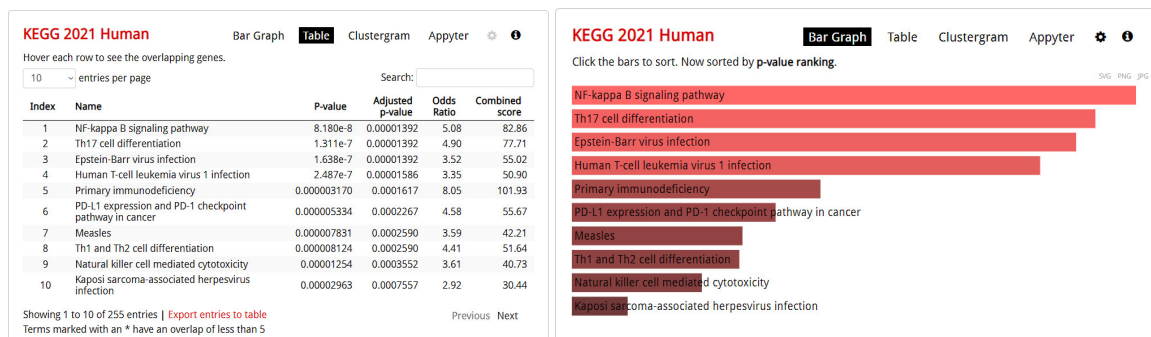 KEGG 2021 Human
Bar Graph Table Clustergram Appyter
Hover each row to see the overlapping genes.
10 entries per page Search:
Index Name P-value Adjusted p-value Odds Ratio Combined score
1 NF-kappa B signaling pathway 8.180e-8 0.00001392 5.08 82.86
2 Th17 cell differentiation 1.311e-7 0.00001392 4.90 77.71
3 Epstein-Barr virus infection 1.638e-7 0.00001392 3.52 55.02
4 Human T-cell leukemia virus 1 infection 2.487e-7 0.00001586 3.35 50.90
5 Primary immunodeficiency 0.000003170 0.0001617 8.05 101.93
6 PD-L1 expression and PD-1 checkpoint pathway in cancer 0.000005334 0.0002267 4.58 55.67
7 Measles 0.000007831 0.0002590 3.59 42.21
8 Th1 and Th2 cell differentiation 0.000008124 0.0002590 4.41 51.64
9 Natural killer cell mediated cytotoxicity 0.00001254 0.0003552 3.61 40.73
10 Kaposi sarcoma-associated herpesvirus infection 0.00002963 0.0007557 2.92 30.44
Showing 1 to 10 of 255 entries | Export entries to table
Previous Next
Terms marked with an * have an overlap of less than 5
KEGG 2021 Human
Bar Graph Table Clustergram Appyter
Click the bars to sort. Now sorted by p-value ranking.
SVG PNG JPG
NF-kappa B signaling pathway
Th17 cell differentiation
Epstein-Barr virus infection
Human T-cell leukemia virus 1 infection
Primary immunodeficiency
PD-L1 expression and PD-1 checkpoint pathway in cancer
Measles
Th1 and Th2 cell differentiation
Natural killer cell mediated cytotoxicity
Kaposi sarcoma-associated herpesvirus infection